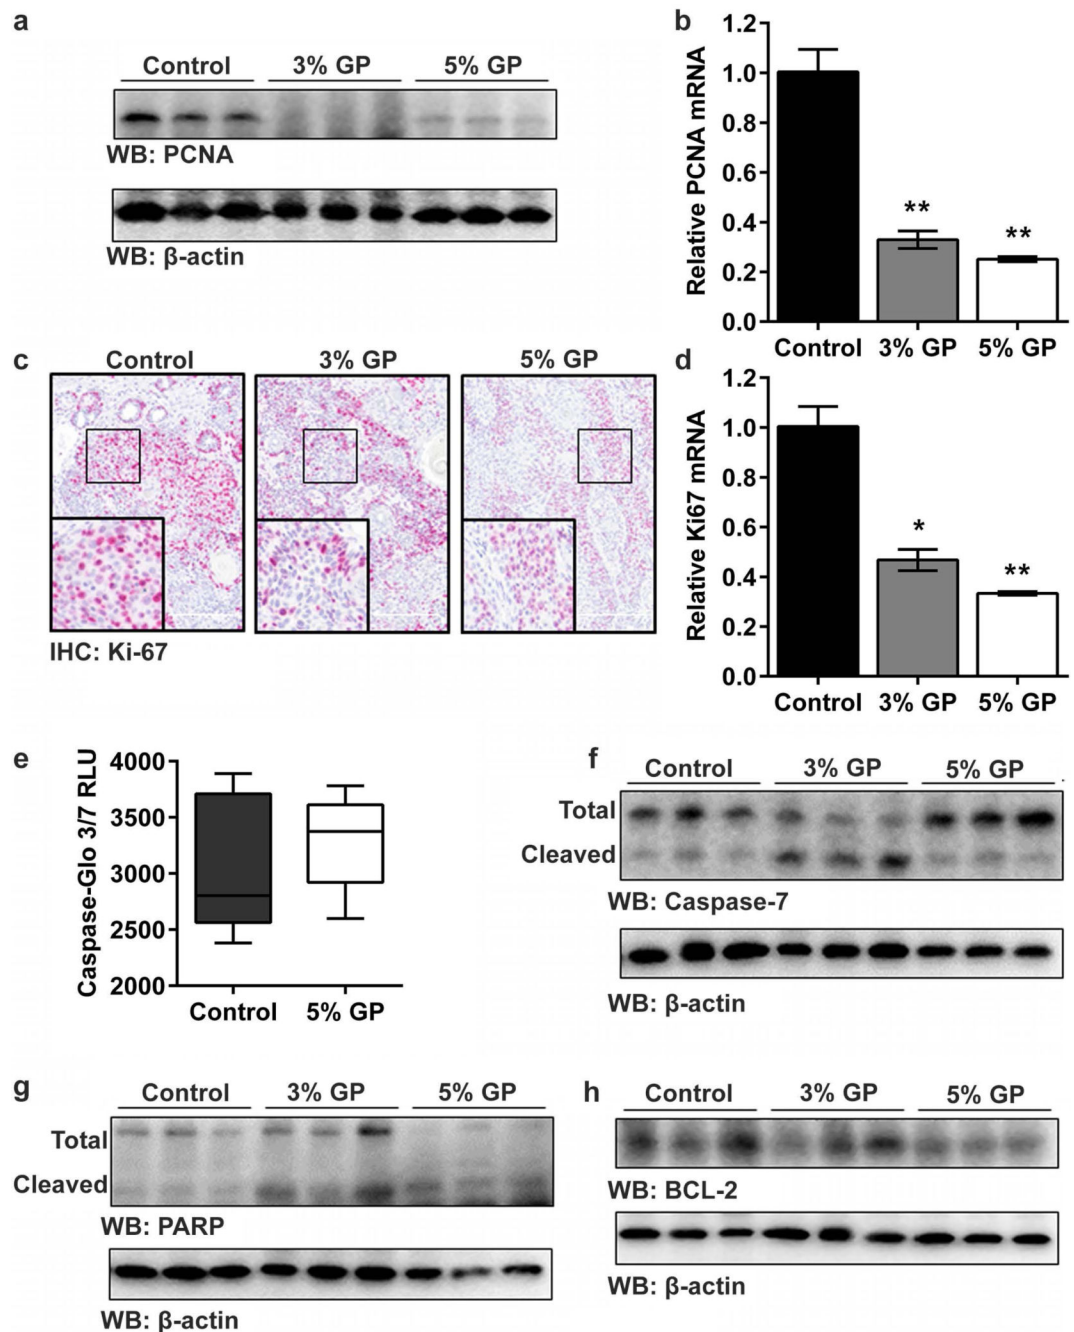 a
Control 3% GP 5% GP
WB: PCNA
WB: β-actin
b
Relative PCNA mRNA
1.2
1.0
0.8
0.6
0.4
0.2
0.0
** **
Control 3% GP 5% GP
c
Control 3% GP 5% GP
IHC: Ki-67
d
Relative Ki67 mRNA
1.2
1.0
0.8
0.6
0.4
0.2
0.0
* **
Control 3% GP 5% GP
e
Caspase-Glo 3/7 RLU
4000
3500
3000
2500
2000
Control 5% GP
f
Control 3% GP 5% GP
Total
Cleaved
WB: Caspase-7
WB: β-actin
g
Control 3% GP 5% GP
Total
Cleaved
WB: PARP
WB: β-actin
h
Control 3% GP 5% GP
WB: BCL-2
WB: β-actin